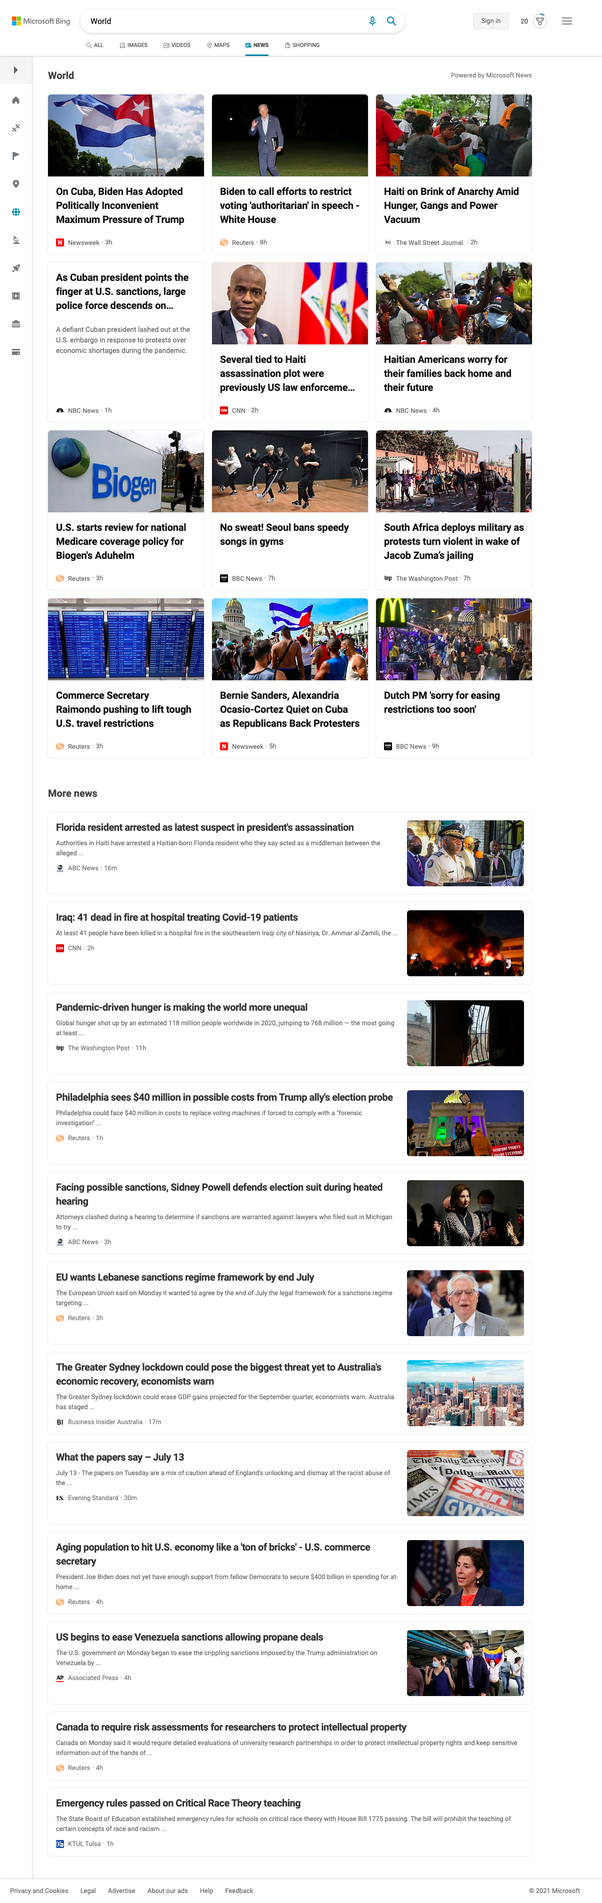 Microsoft Bing
World
Sign in
20
ALL
IMAGES
VIDEOS
MAPS
NEWS
SHOPPING
World
Powered by Microsoft News
On Cuba, Biden Has Adopted
Politically Inconvenient
Maximum Pressure of Trump
Newsweek · 3h
Biden to call efforts to restrict
voting 'authoritarian' in speech -
White House
Reuters · 8h
Haiti on Brink of Anarchy Amid
Hunger, Gangs and Power
Vacuum
The Wall Street Journal. · 2h
As Cuban president points the
finger at U.S. sanctions, large
police force descends on...
A defiant Cuban president lashed out at the
U.S. embargo in response to protests over
economic shortages during the pandemic.
NBC News · 1h
Several tied to Haiti
assassination plot were
previously US law enforceme...
CNN · 2h
Haitian Americans worry for
their families back home and
their future
NBC News · 4h
Biogen
U.S. starts review for national
Medicare coverage policy for
Biogen's Aduhelm
Reuters · 3h
No sweat! Seoul bans speedy
songs in gyms
BBC News · 7h
South Africa deploys military as
protests turn violent in wake of
Jacob Zuma's jailing
The Washington Post · 7h
Commerce Secretary
Raimondo pushing to lift tough
U.S. travel restrictions
Reuters · 3h
Bernie Sanders, Alexandria
Ocasio-Cortez Quiet on Cuba
as Republicans Back Protesters
Newsweek · 5h
Dutch PM 'sorry for easing
restrictions too soon'
BBC News · 9h
More news
Florida resident arrested as latest suspect in president's assassination
Authorities in Haiti have arrested a Haitian-born Florida resident who they say acted as a middleman between the
alleged ...
ABC News · 16m
Iraq: 41 dead in fire at hospital treating Covid-19 patients
At least 41 people have been killed in a hospital fire in the southeastern Iraqi city of Nasiriya, Dr. Ammar al-Zamili, the ...
CNN · 2h
Pandemic-driven hunger is making the world more unequal
Global hunger shot up by an estimated 118 million people worldwide in 2020, jumping to 768 million — the most going
at least ...
The Washington Post · 11h
Philadelphia sees $40 million in possible costs from Trump ally's election probe
Philadelphia could face $40 million in costs to replace voting machines if forced to comply with a "forensic
investigation" ...
Reuters · 1h
Facing possible sanctions, Sidney Powell defends election suit during heated
hearing
Attorneys clashed during a hearing to determine if sanctions are warranted against lawyers who filed suit in Michigan
to try ...
ABC News · 3h
EU wants Lebanese sanctions regime framework by end July
The European Union said on Monday it wanted to agree by the end of July the legal framework for a sanctions regime
targeting ...
Reuters · 3h
The Greater Sydney lockdown could pose the biggest threat yet to Australia's
economic recovery, economists warn
The Greater Sydney lockdown could erase GDP gains projected for the September quarter, economists warn. Australia
has staged ...
BI Business Insider Australia · 17m
What the papers say – July 13
July 13 - The papers on Tuesday are a mix of caution ahead of England's unlocking and dismay at the racist abuse of
the ...
ES. Evening Standard · 30m
The Daily Telegraph
Daily Mail
Sun
TIMES
Aging population to hit U.S. economy like a 'ton of bricks' - U.S. commerce
secretary
President Joe Biden does not yet have enough support from fellow Democrats to secure $400 billion in spending for at-
home ...
Reuters · 4h
US begins to ease Venezuela sanctions allowing propane deals
The U.S. government on Monday began to ease the crippling sanctions imposed by the Trump administration on
Venezuela by ...
AP Associated Press · 4h
Canada to require risk assessments for researchers to protect intellectual property
Canada on Monday said it would require detailed evaluations of university research partnerships in order to protect intellectual property rights and keep sensitive
information out of the hands of ...
Reuters · 4h
Emergency rules passed on Critical Race Theory teaching
The State Board of Education established emergency rules for schools on critical race theory with House Bill 1775 passing. The bill will prohibit the teaching of
certain concepts of race and racism ...
KTUL Tulsa · 1h
Privacy and Cookies
Legal
Advertise
About our ads
Help
Feedback
© 2021 Microsoft